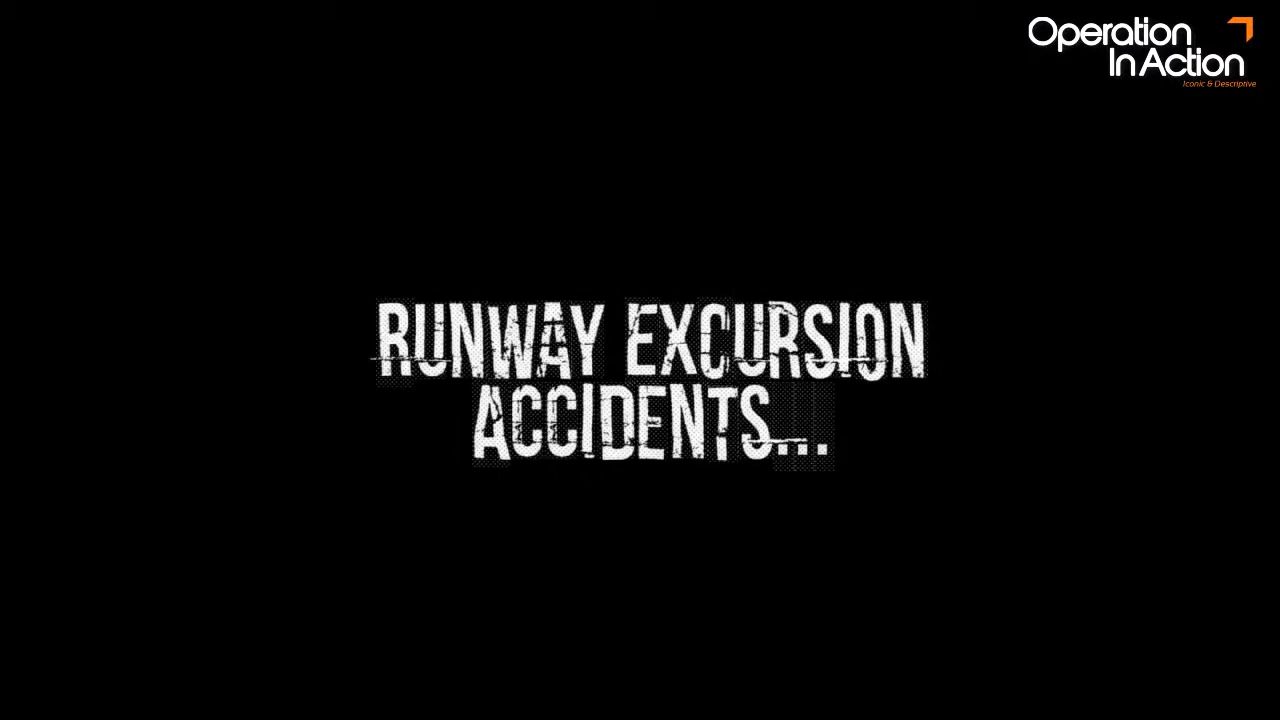 Operation
In Action
Iconic & Descriptive
RUNWAY EXCURSION
ACCIDENTS...